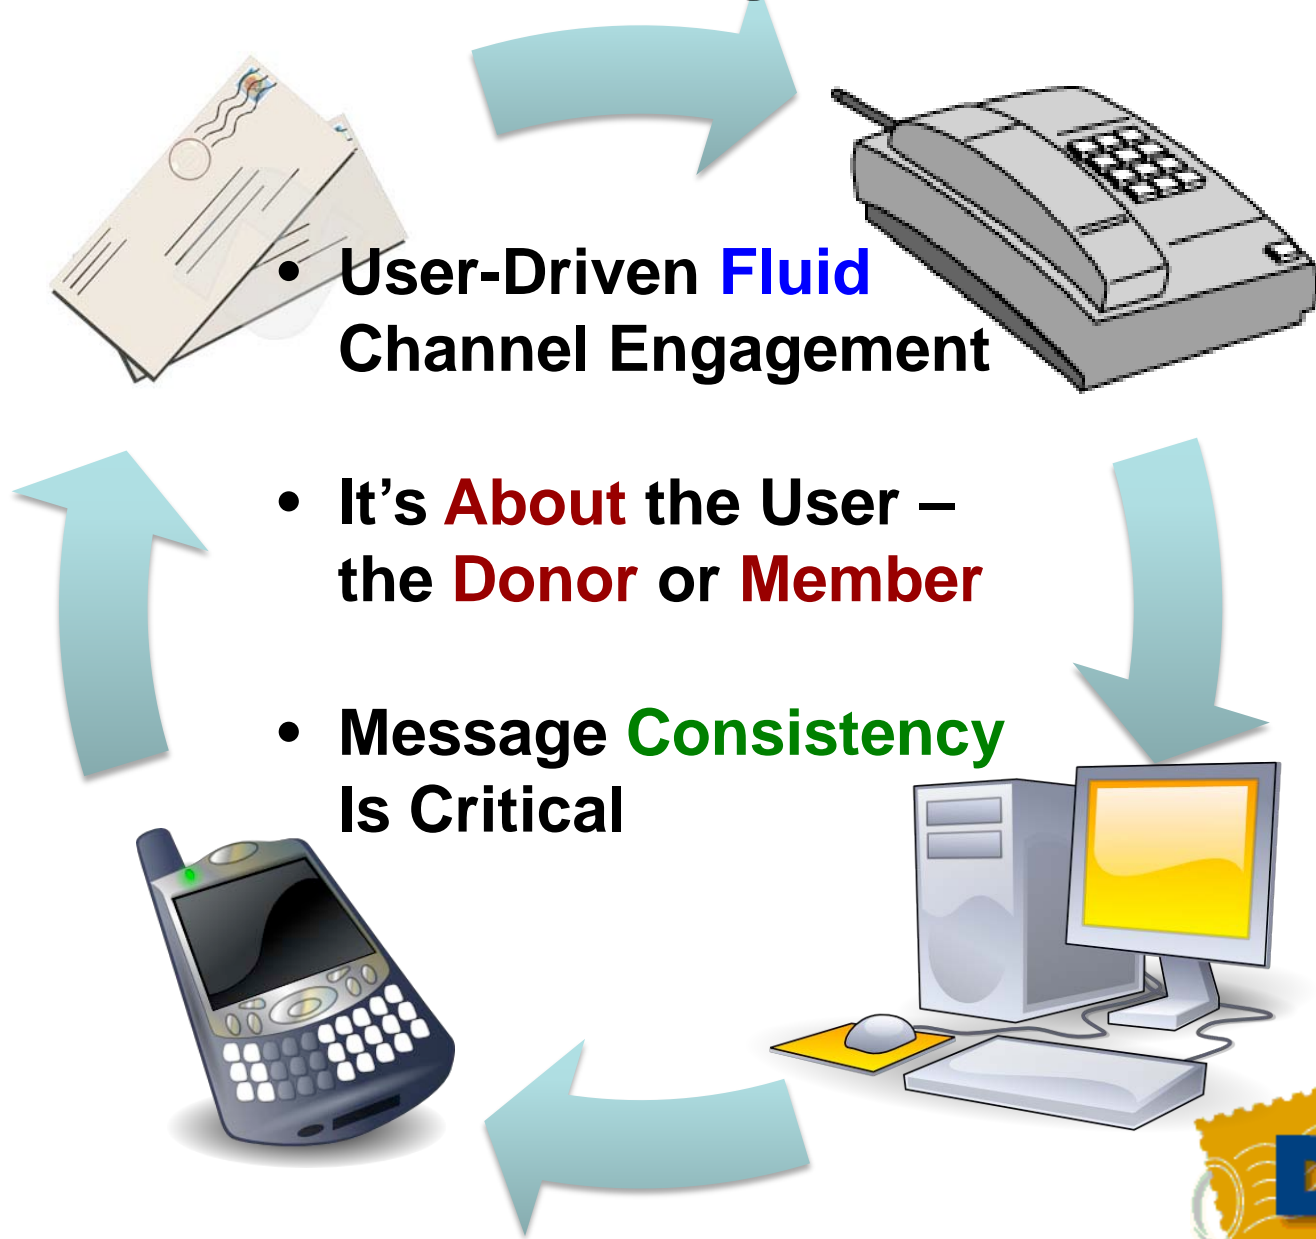 • User-Driven Fluid
Channel Engagement
• It’s About the User –
the Donor or Member
• Message Consistency
Is Critical